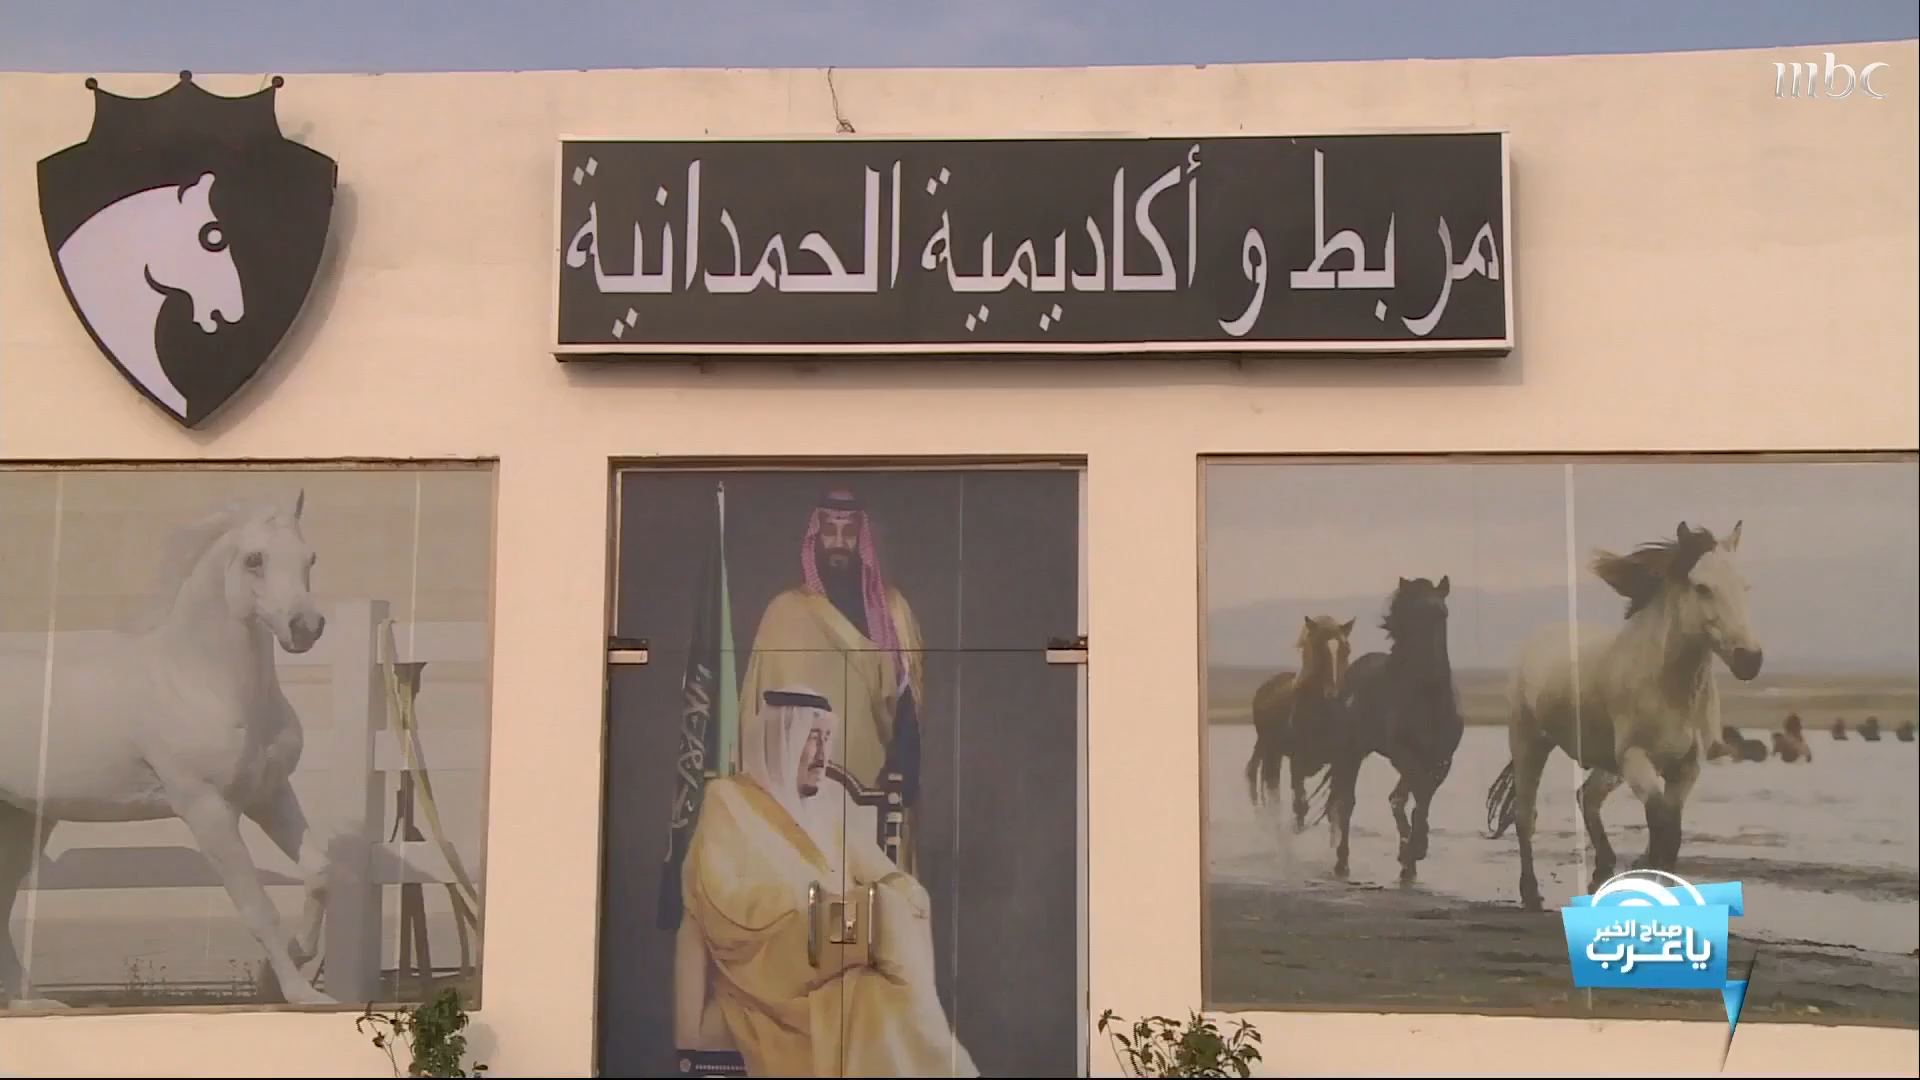 mbc
مربط و أكاديمية الحمدانية
صباح الخير
يا عرب